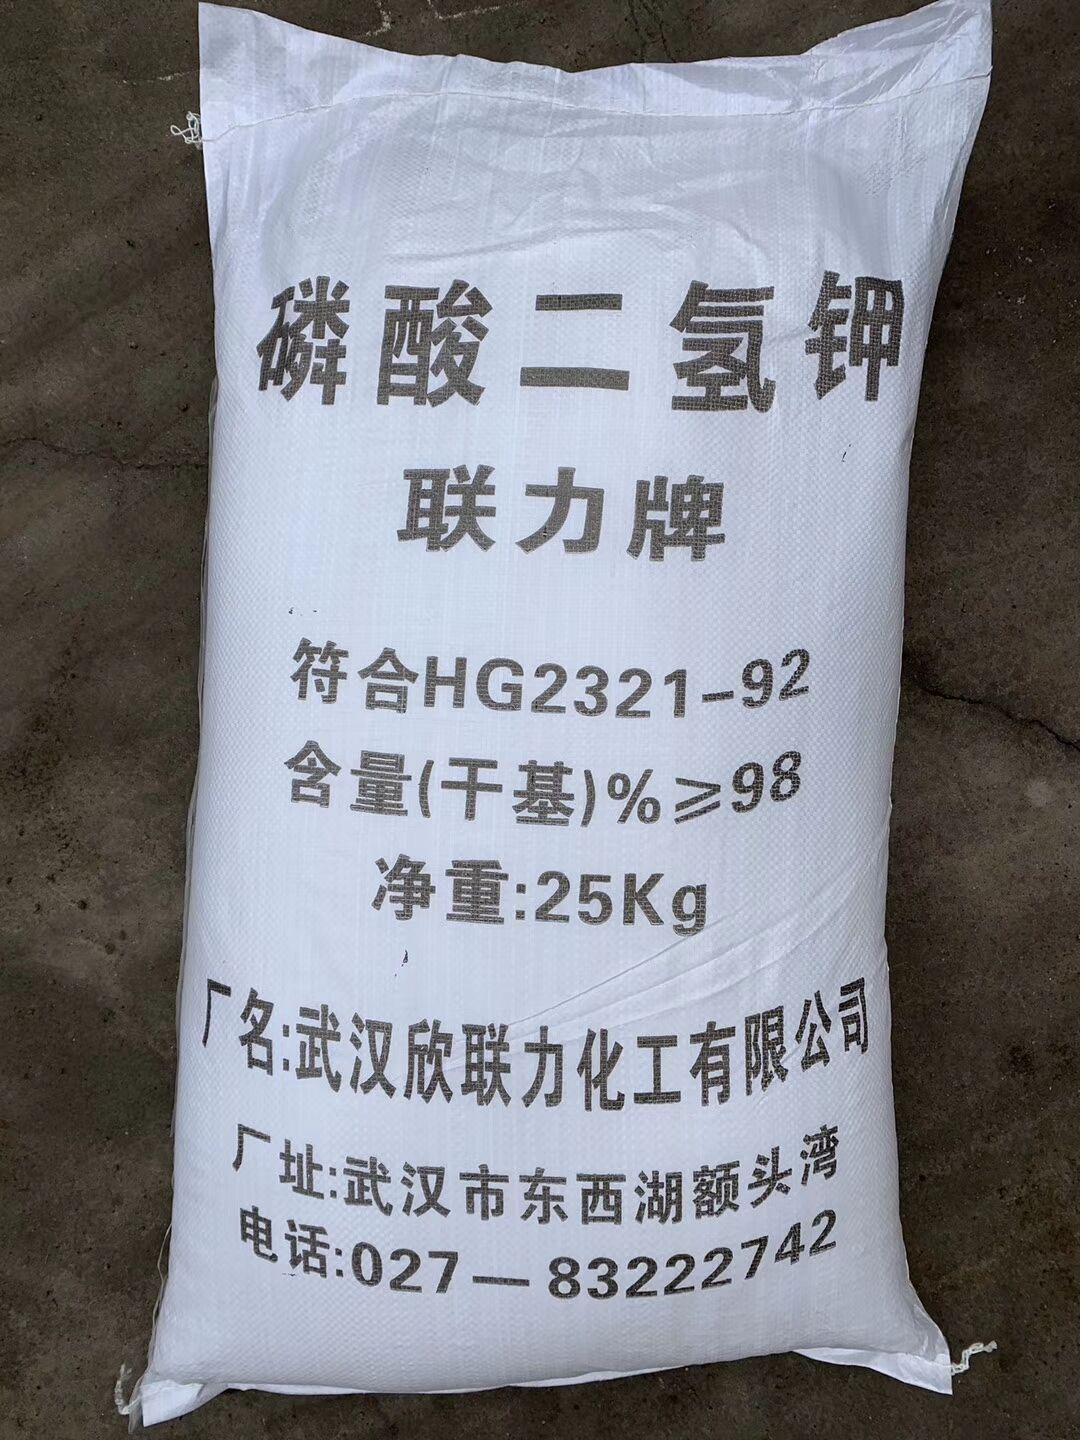 磷酸二氢钾
联力牌
符合HG2321-92
含量(干基)%≥98
净重:25Kg
厂名:武汉欣联力化工有限公司
厂址:武汉市东西湖额头湾
电话:027—83222742